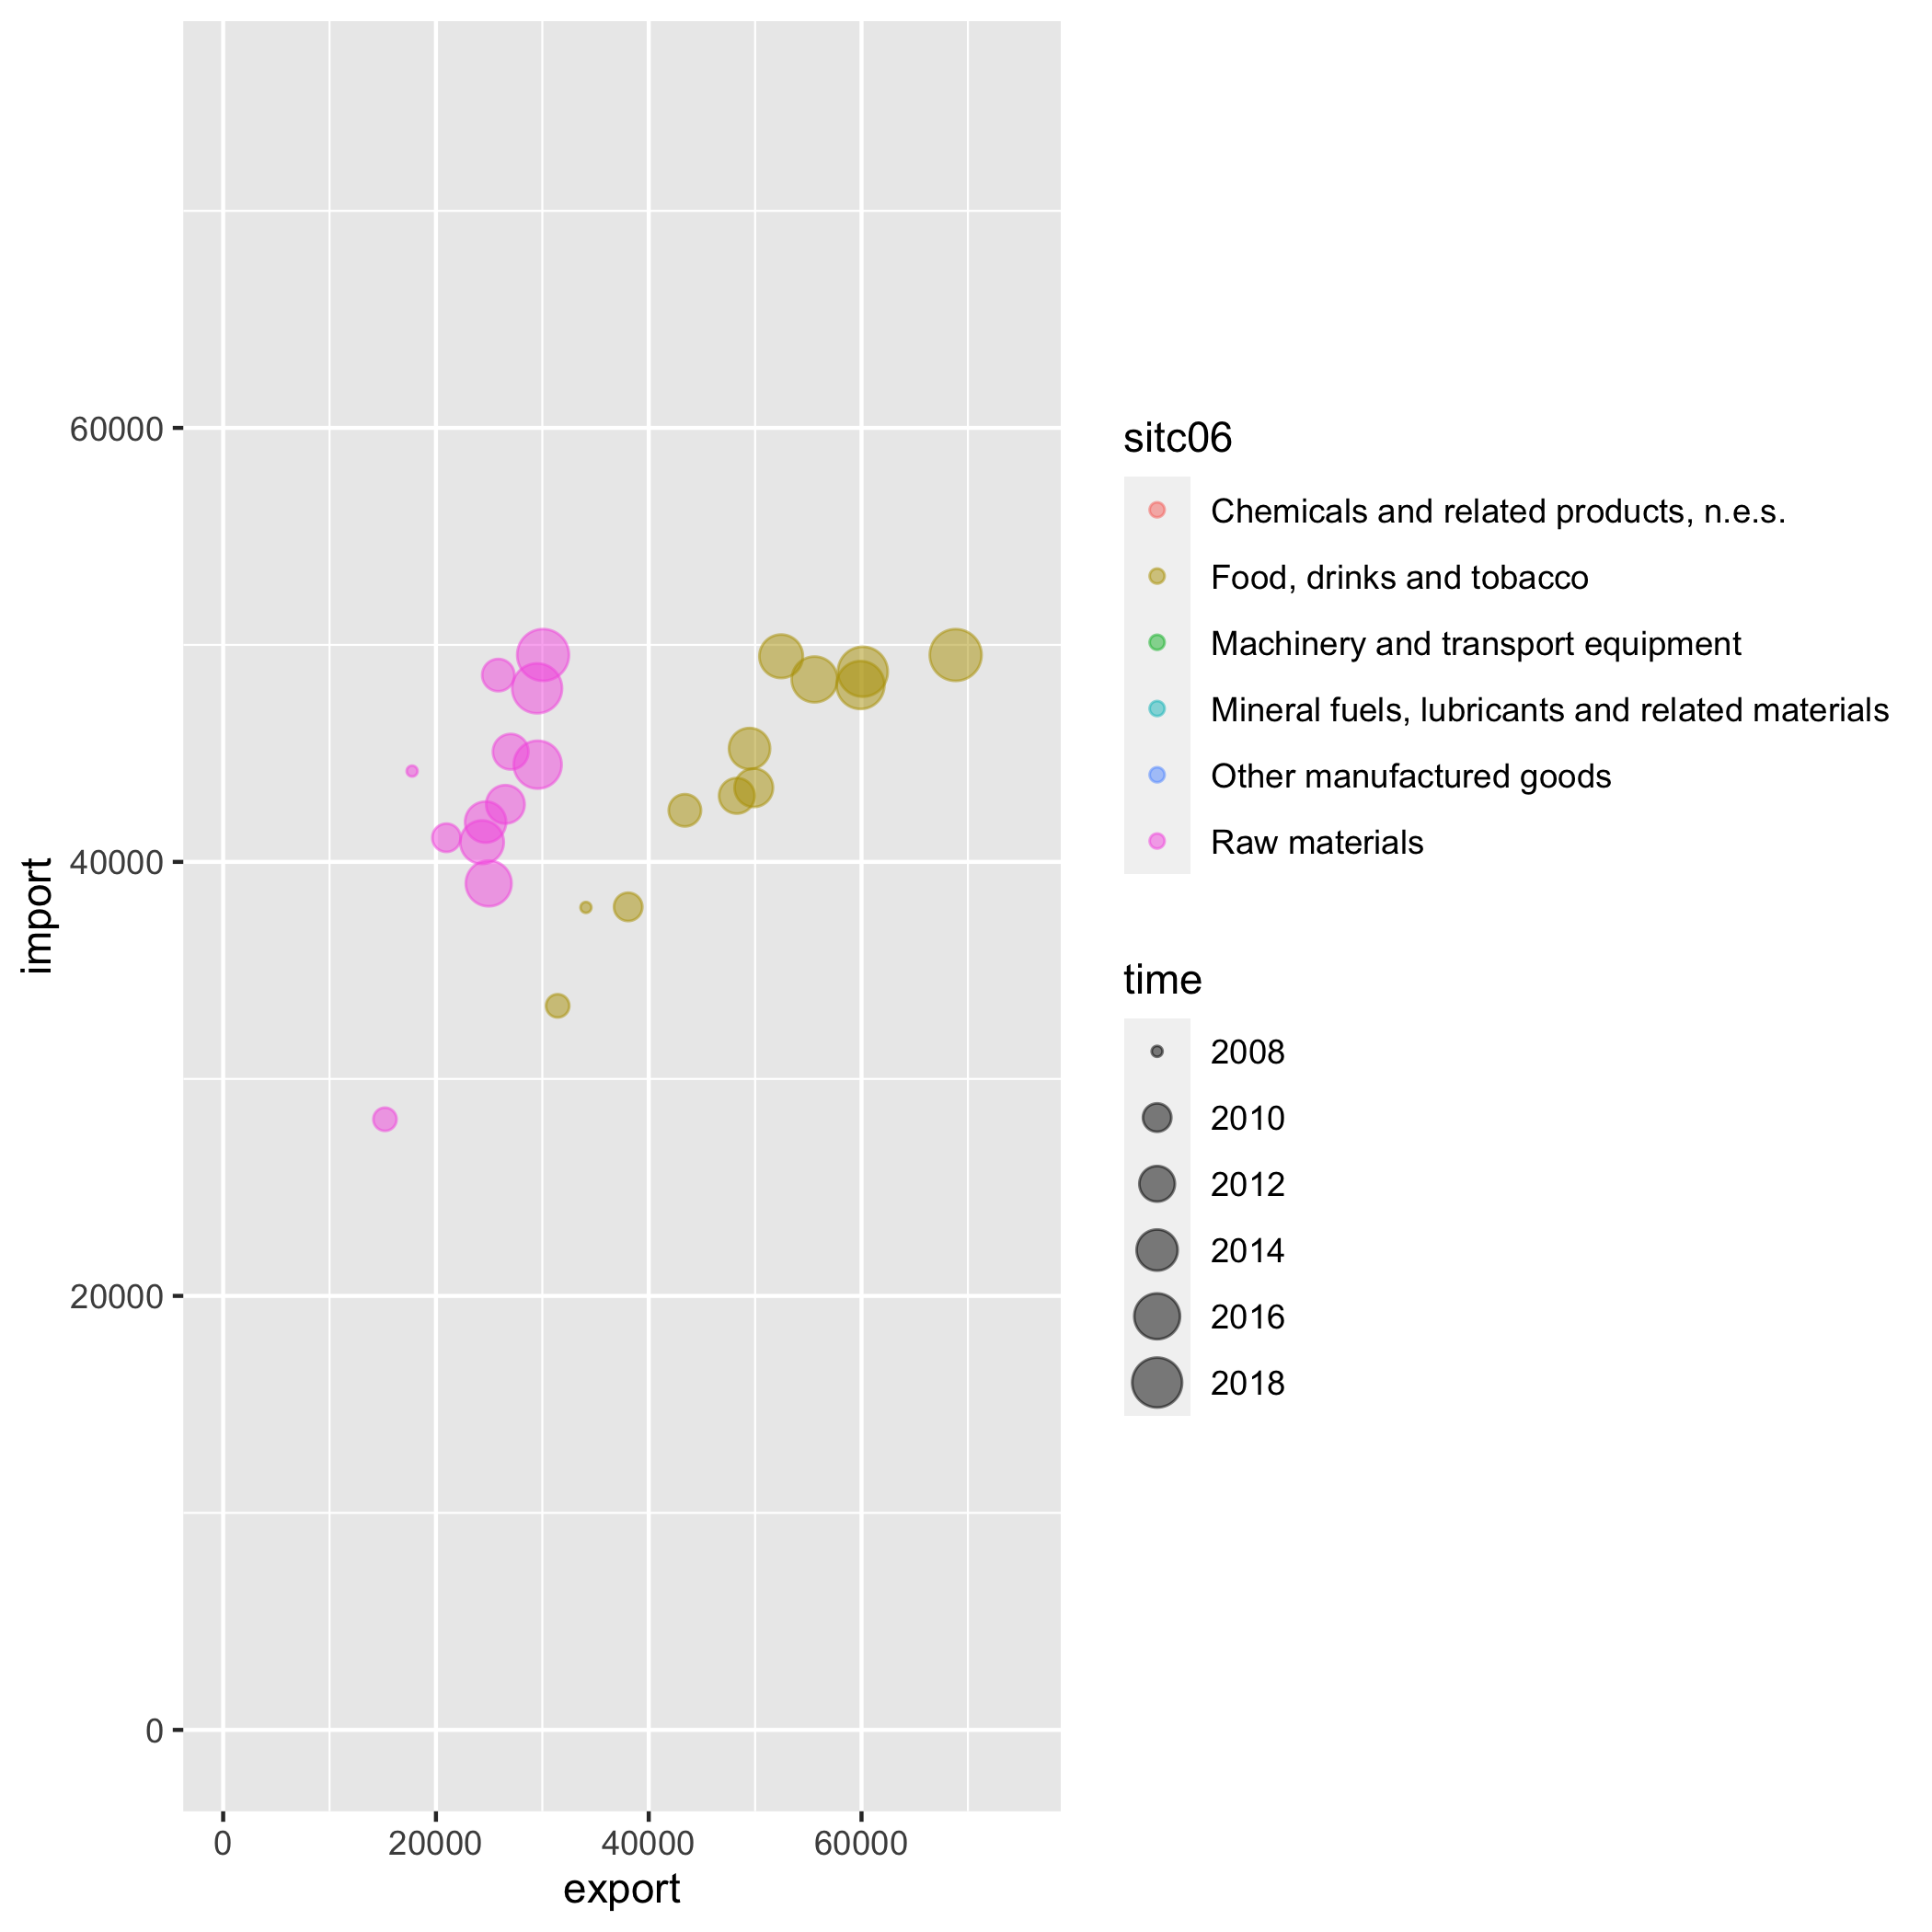 60000
40000
20000
0
import
0
20000
40000
60000
export
sitc06
Chemicals and related products, n.e.s.
Food, drinks and tobacco
Machinery and transport equipment
Mineral fuels, lubricants and related materials
Other manufactured goods
Raw materials
time
2008
2010
2012
2014
2016
2018